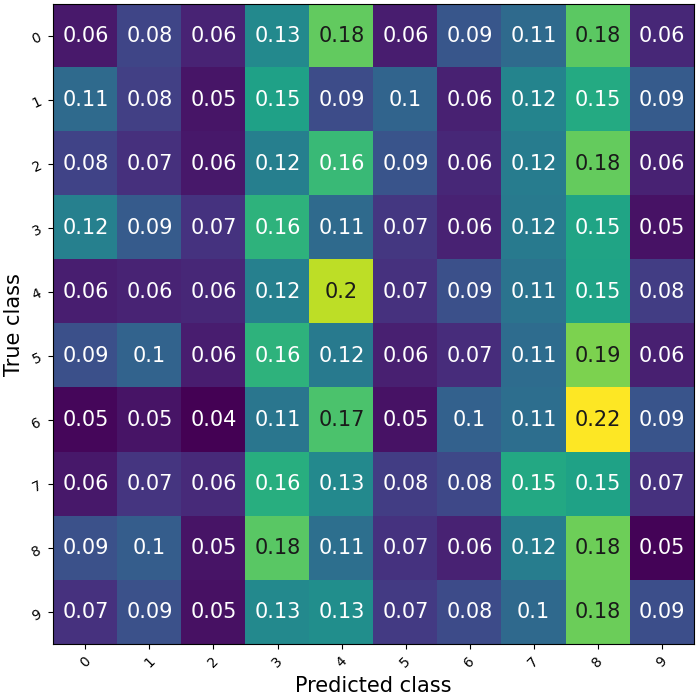 0 0.06 0.08 0.06 0.13 0.18 0.06 0.09 0.11 0.18 0.06
1 0.11 0.08 0.05 0.15 0.09 0.1 0.06 0.12 0.15 0.09
2 0.08 0.07 0.06 0.12 0.16 0.09 0.06 0.12 0.18 0.06
3 0.12 0.09 0.07 0.16 0.11 0.07 0.06 0.12 0.15 0.05
4 0.06 0.06 0.06 0.12 0.2 0.07 0.09 0.11 0.15 0.08
5 0.09 0.1 0.06 0.16 0.12 0.06 0.07 0.11 0.19 0.06
6 0.05 0.05 0.04 0.11 0.17 0.05 0.1 0.11 0.22 0.09
7 0.06 0.07 0.06 0.16 0.13 0.08 0.08 0.15 0.15 0.07
8 0.09 0.1 0.05 0.18 0.11 0.07 0.06 0.12 0.18 0.05
9 0.07 0.09 0.05 0.13 0.13 0.07 0.08 0.1 0.18 0.09
0 1 2 3 4 5 6 7 8 9
Predicted class
True class